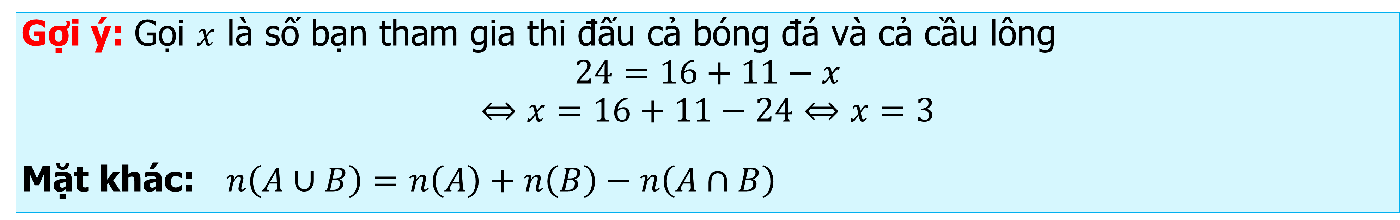 Gợi ý: Gọi 𝑥 là số bạn tham gia thi đấu cả bóng đá và cả cầu lông
24 = 16 + 11 − 𝑥
⇔ 𝑥 = 16 + 11 − 24 ⇔ 𝑥 = 3
Mặt khác: 𝑛(𝐴 ∪ 𝐵) = 𝑛(𝐴) + 𝑛(𝐵) − 𝑛(𝐴 ∩ 𝐵)